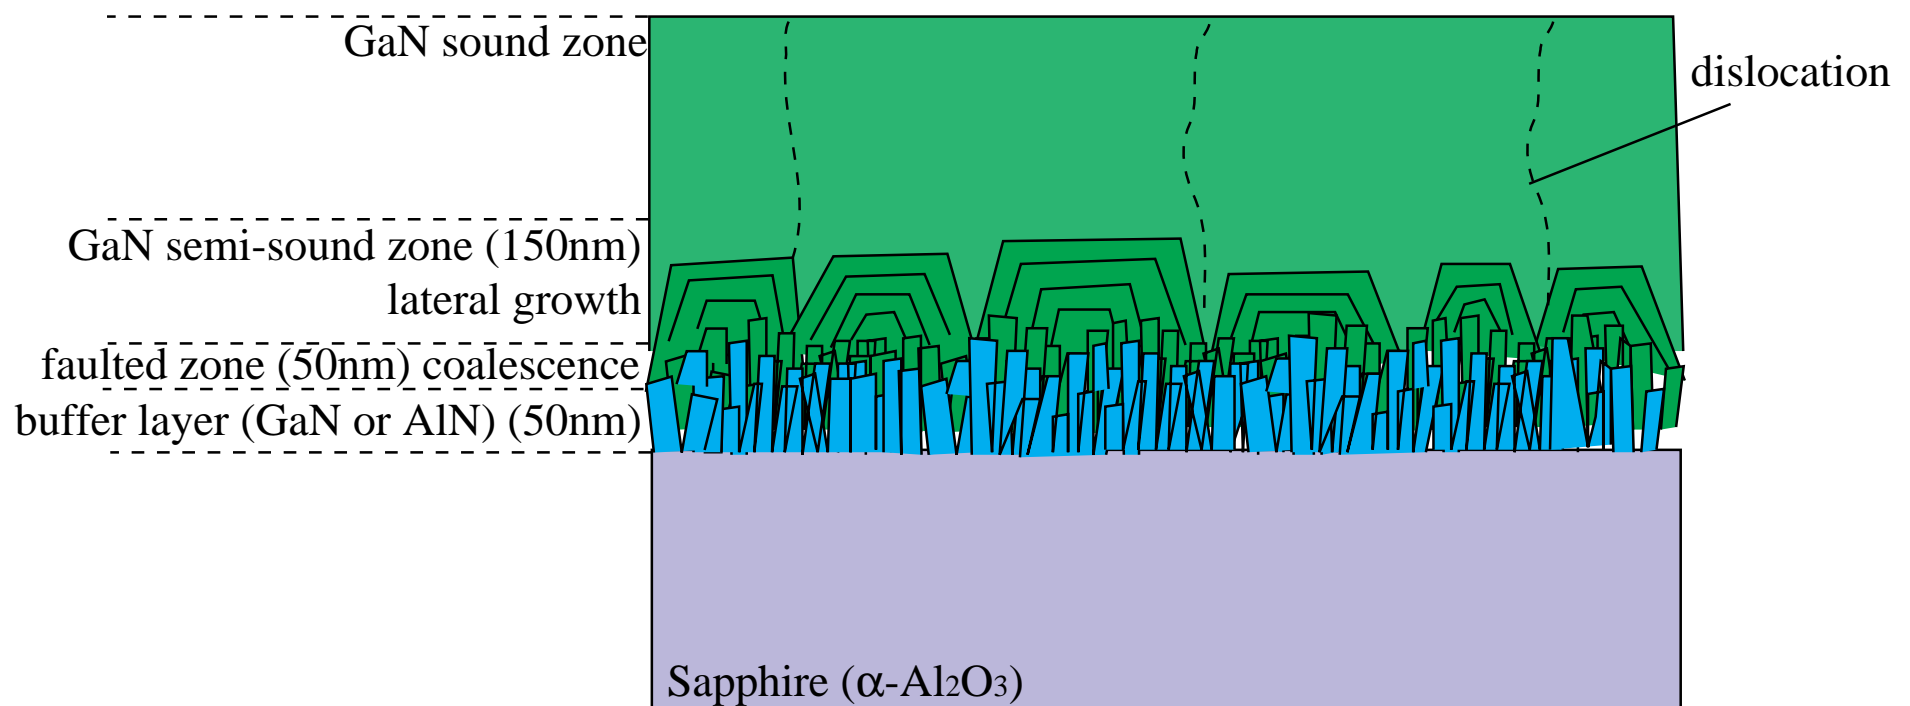 GaN sound zone
dislocation
GaN semi-sound zone (150nm)
lateral growth
faulted zone (50nm) coalescence
buffer layer (GaN or AlN) (50nm)
Sapphire (α-Al₂O₃)